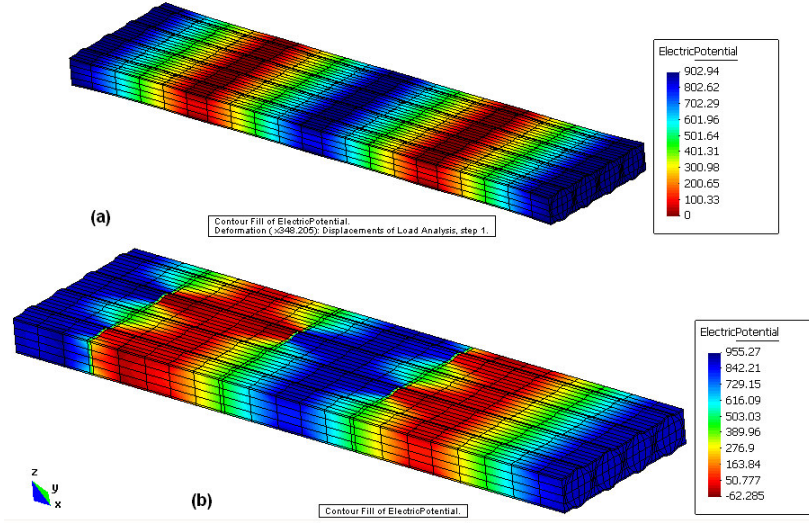 ElectricPotential
902.94
802.62
702.29
601.96
501.64
401.31
300.98
200.65
100.33
0
(a)
Contour Fill of ElectricPotential.
Deformation ( x348.205): Displacements of Load Analysis, step 1.
ElectricPotential
955.27
842.21
729.15
616.09
503.03
389.96
276.9
163.84
50.777
-62.285
z
y
x
(b)
Contour Fill of ElectricPotential.